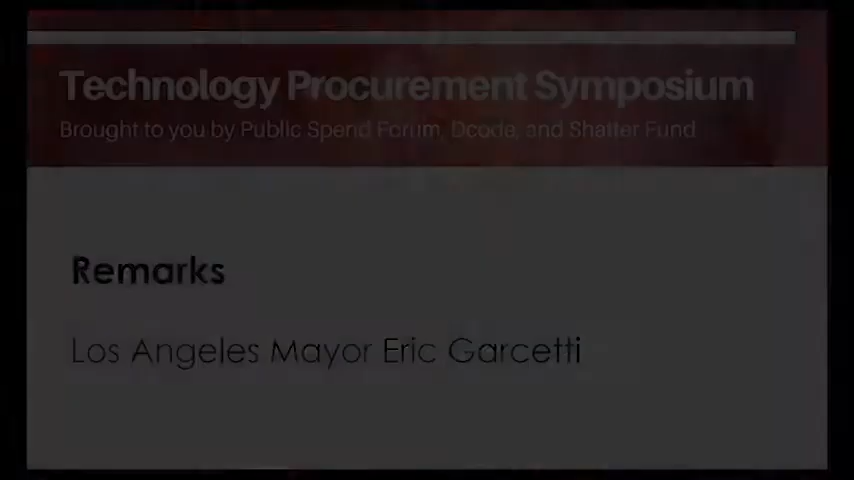 Technology Procurement Symposium
Brought to you by Public Spend Forum, Dcode, and Shatter Fund
Remarks
Los Angeles Mayor Eric Garcetti